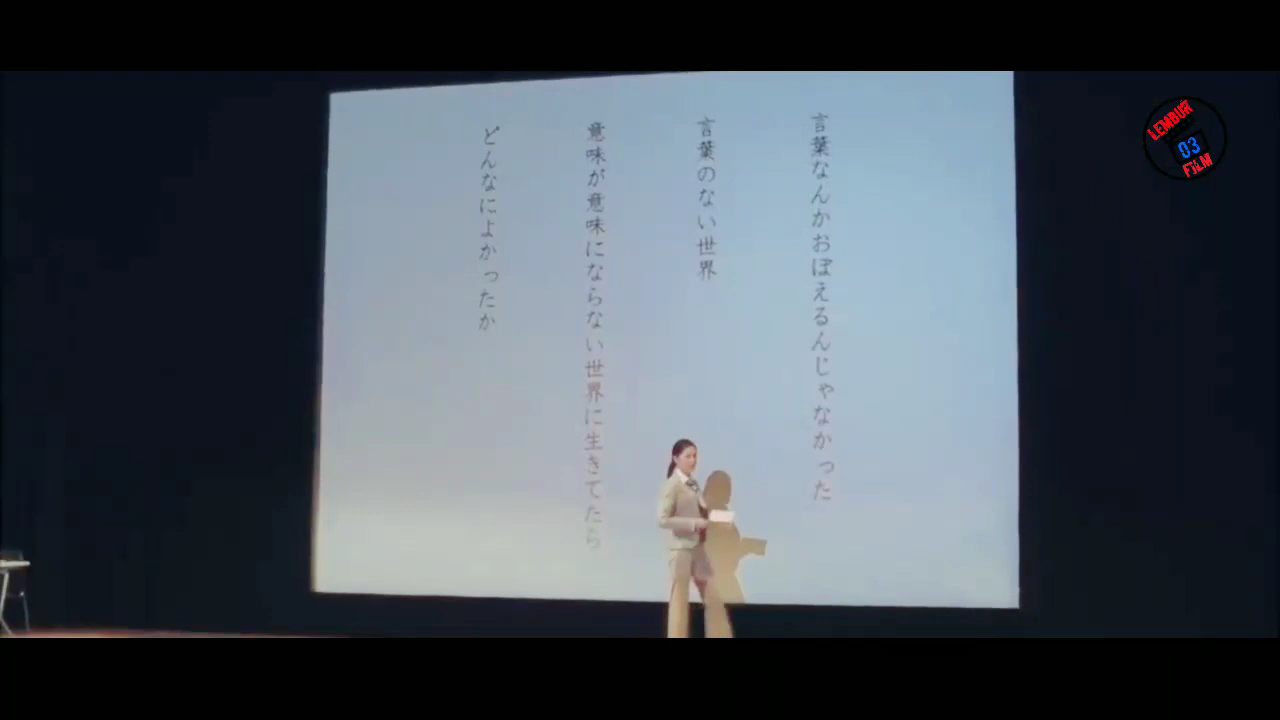 言葉なんかおぼえるんじゃなかった
言葉のない世界
意味が意味にならない世界に生きてたら
どんなによかったか
LEMBUR
03
FILM